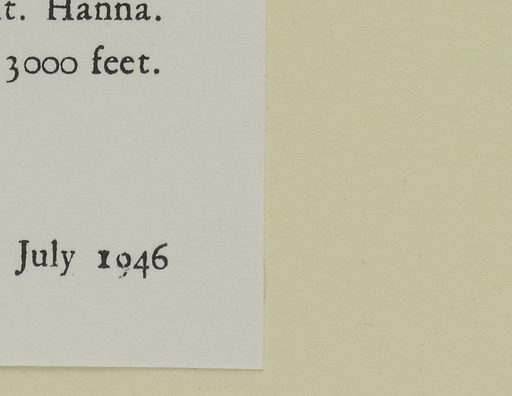 t. Hanna.
3000 feet.
July 1946